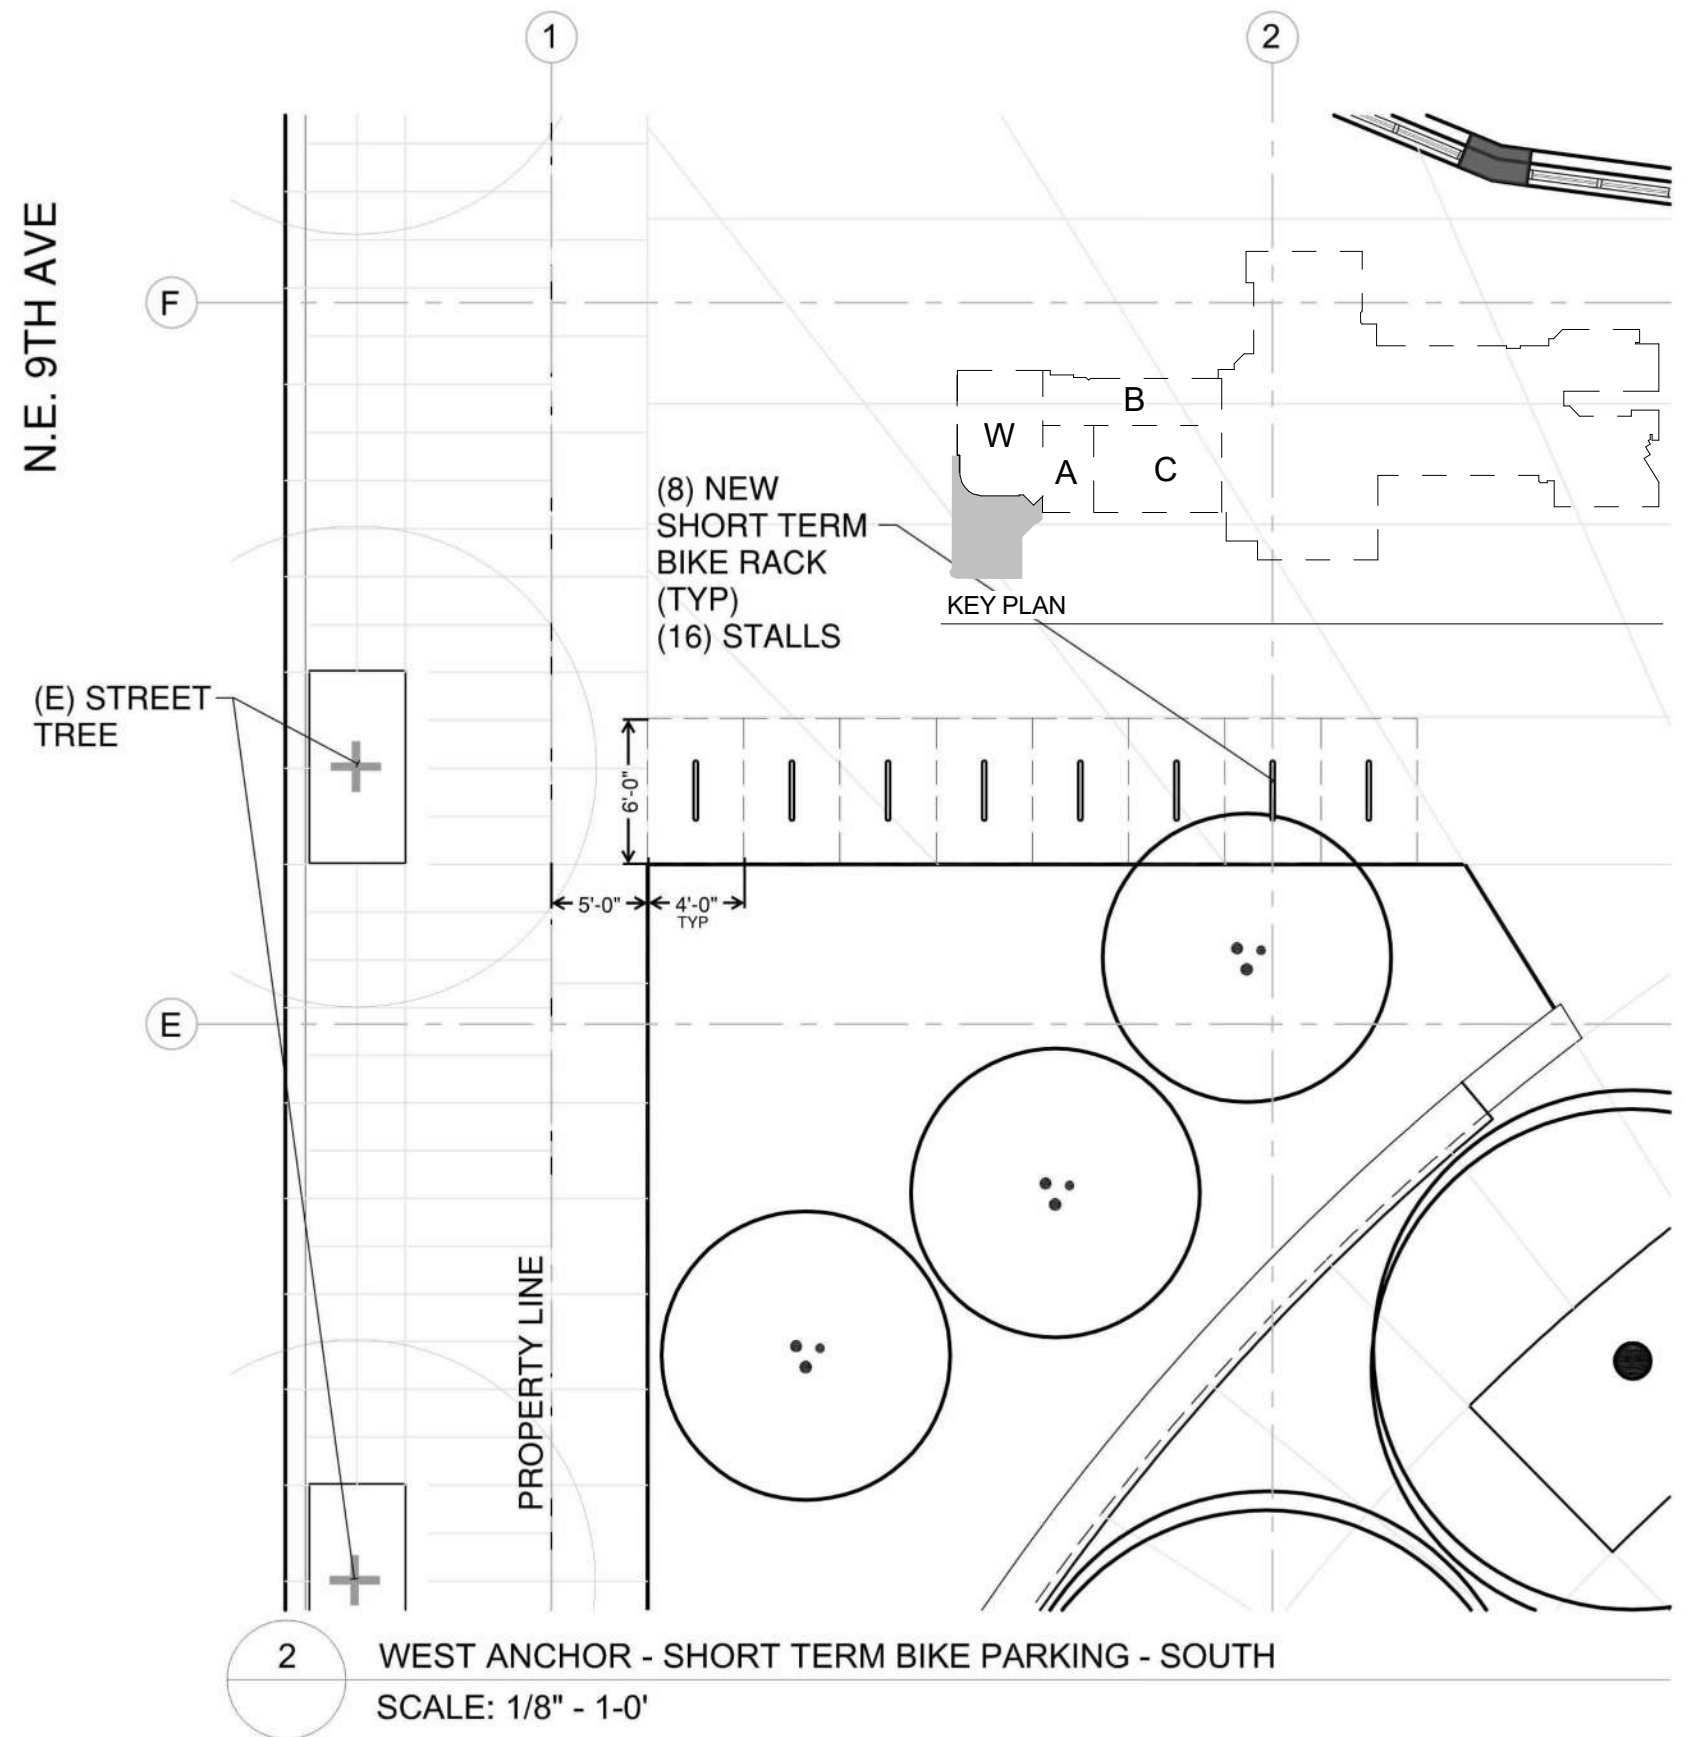 1
2
N.E. 9TH AVE
F
B
W
A
C
(8) NEW
SHORT TERM
BIKE RACK
(TYP)
(16) STALLS
KEY PLAN
(E) STREET
TREE
6'-0"
5'-0"
4'-0"
TYP
E
PROPERTY LINE
2
WEST ANCHOR - SHORT TERM BIKE PARKING - SOUTH
SCALE: 1/8" - 1-0'